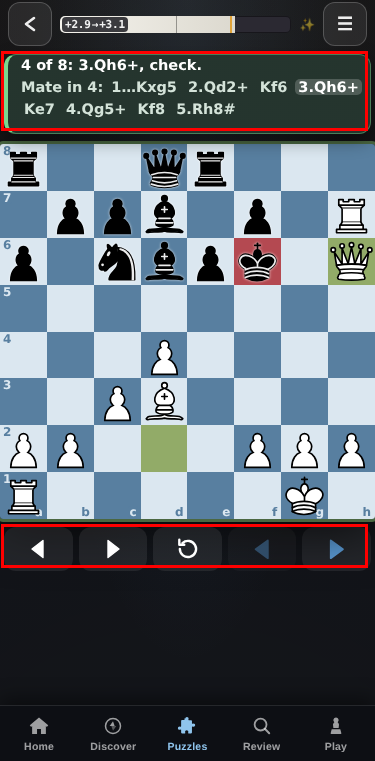 +2.9→+3.1
4 of 8: 3.Qh6+, check.
Mate in 4: 1...Kxg5 2.Qd2+ Kf6 3.Qh6+
Ke7 4.Qg5+ Kf8 5.Rh8#
8
7
6
5
4
3
2
1
b c d e f g h
Home Discover Puzzles Review Play